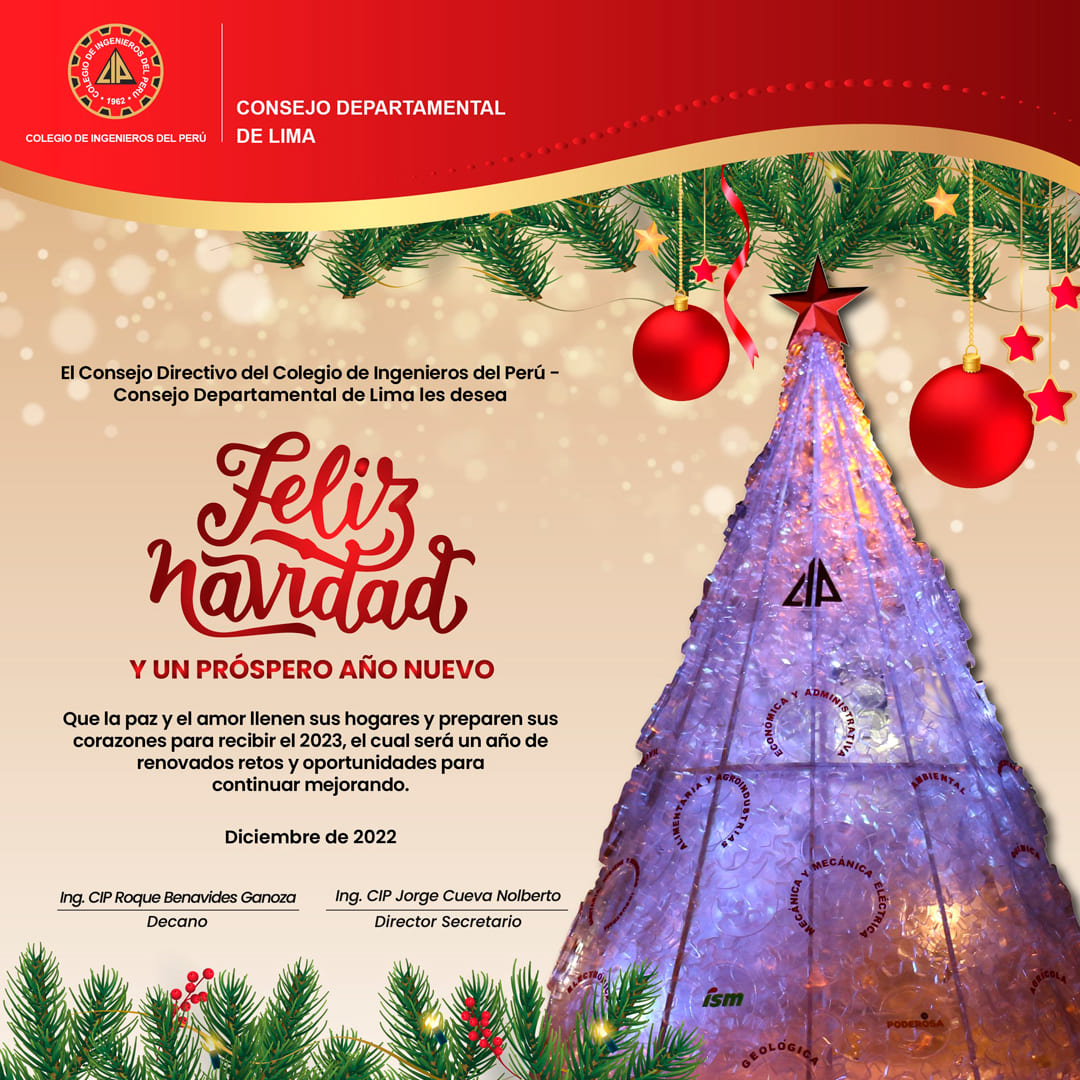 COLEGIO DE INGENIEROS DEL PERÚ
1962
CIP
COLEGIO DE INGENIEROS DEL PERÚ
CONSEJO DEPARTAMENTAL
DE LIMA
El Consejo Directivo del Colegio de Ingenieros del Perú -
Consejo Departamental de Lima les desea
Feliz
navidad
Y UN PRÓSPERO AÑO NUEVO
Que la paz y el amor llenen sus hogares y preparen sus
corazones para recibir el 2023, el cual será un año de
renovados retos y oportunidades para
continuar mejorando.
Diciembre de 2022
Ing. CIP Roque Benavides Ganoza
Decano
Ing. CIP Jorge Cueva Nolberto
Director Secretario
CIP
ECONOMICA Y ADMINISTRATIVA
ALIMENTARIA Y AGROINDUSTRIAS
AMBIENTAL
MECÁNICA Y MECÁNICA ELÉCTRICA
QUÍMICA
AGRÍCOLA
ism
PODEROSA
GEOLOGICA